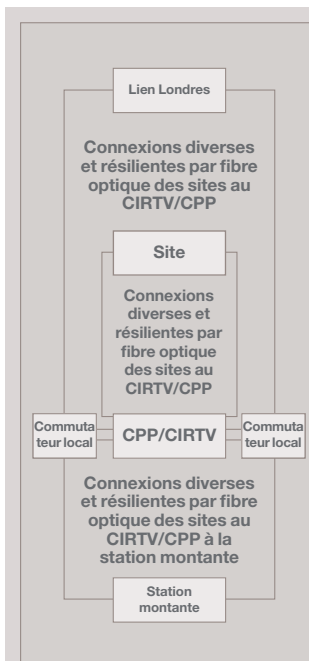 Lien Londres
Connexions diverses
et résilientes par fibre
optique des sites au
CIRTV/CPP
Site
Connexions
diverses et
résilientes par
fibre optique
des sites au
CIRTV/CPP
Commuta
teur local
CPP/CIRTV
Commuta
teur local
Connexions diverses
et résilientes par fibre
optique des sites au
CIRTV/CPP à la
station montante
Station
montante